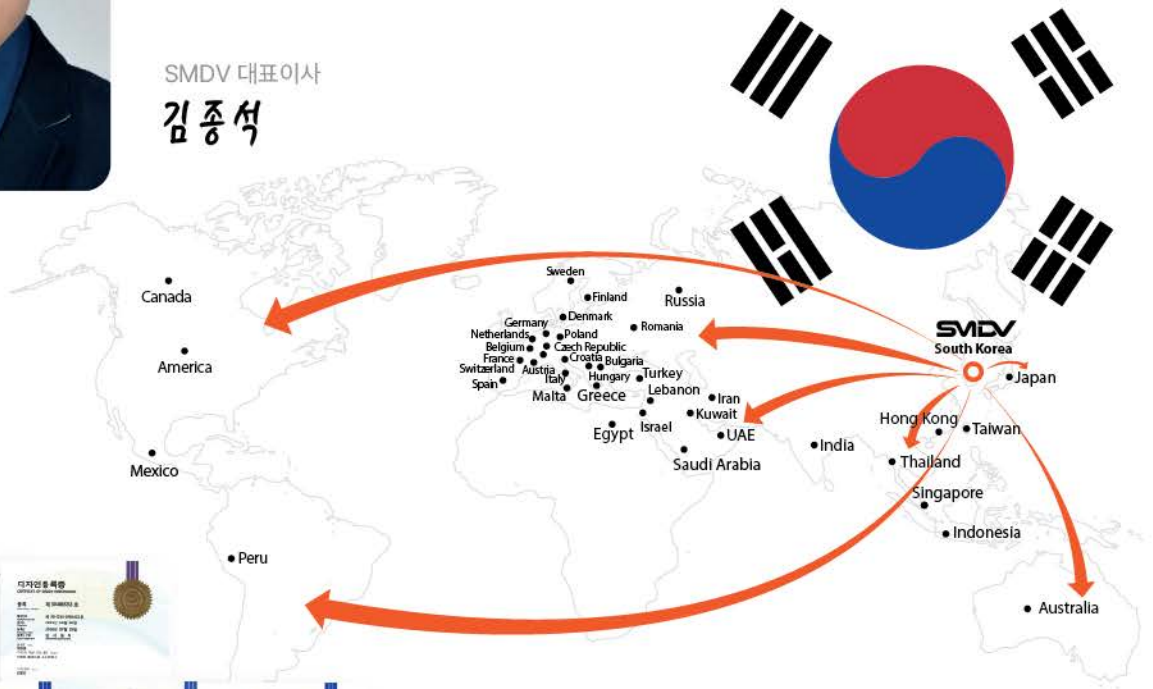 SMDV 대표이사
김종석
Sweden
Canada
Finland
Russia
Denmark
Germany
Romania
SMDV
Netherlands
Poland
South Korea
Belgium
Czech Republic
France
Croatia
Bulgaria
America
Switzerland
Austria
Italy
Hungary
Turkey
Japan
Spain
Malta
Greece
Lebanon
Iran
Kuwait
Hong Kong
Egypt
Israel
UAE
Taiwan
India
Mexico
Saudi Arabia
Thailand
Singapore
Indonesia
Peru
디자인등록증
Australia